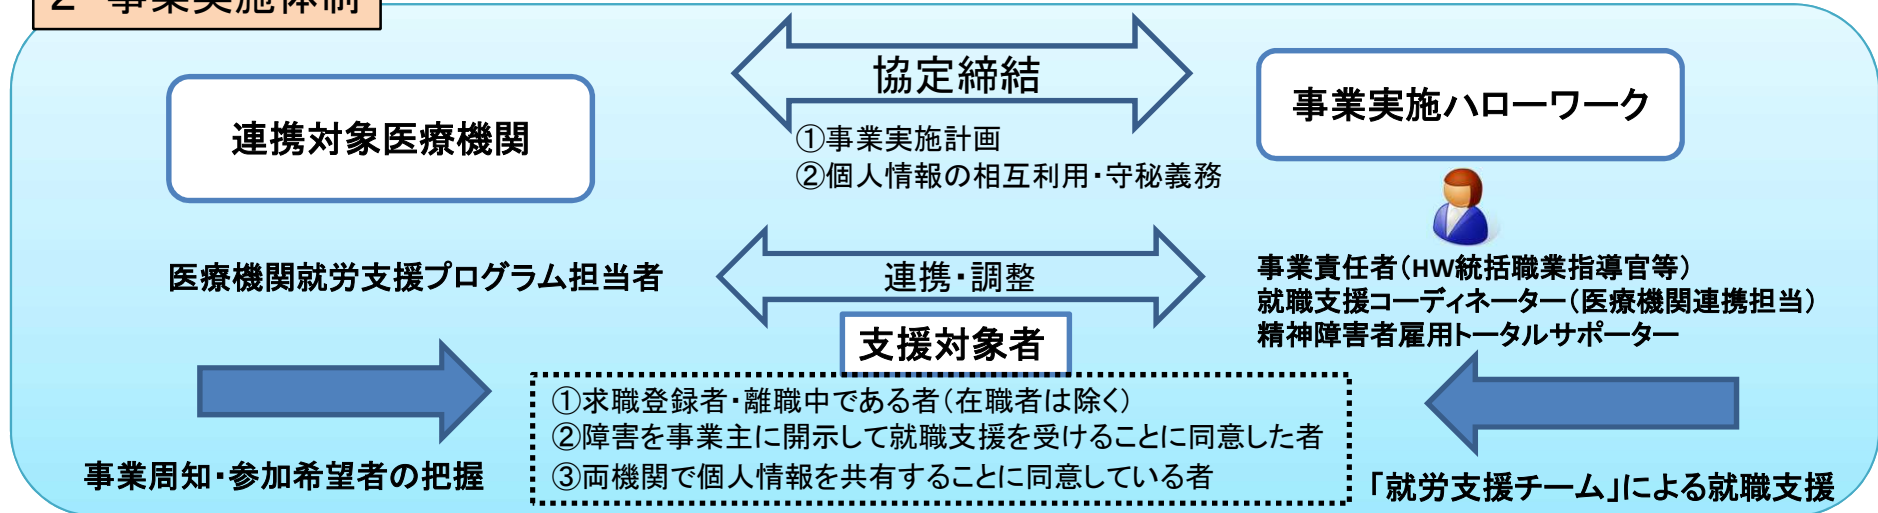 2 事業実施体制
協定締結
連携対象医療機関
事業実施ハローワーク
①事業実施計画
②個人情報の相互利用・守秘義務
医療機関就労支援プログラム担当者
連携・調整
事業責任者（HW統括職業指導官等）
就職支援コーディネーター（医療機関連携担当）
精神障害者雇用トータルサポーター
支援対象者
①求職登録者・離職中である者（在職者は除く）
②障害を事業主に開示して就職支援を受けることに同意した者
③両機関で個人情報を共有することに同意している者
事業周知・参加希望者の把握
「就労支援チーム」による就職支援